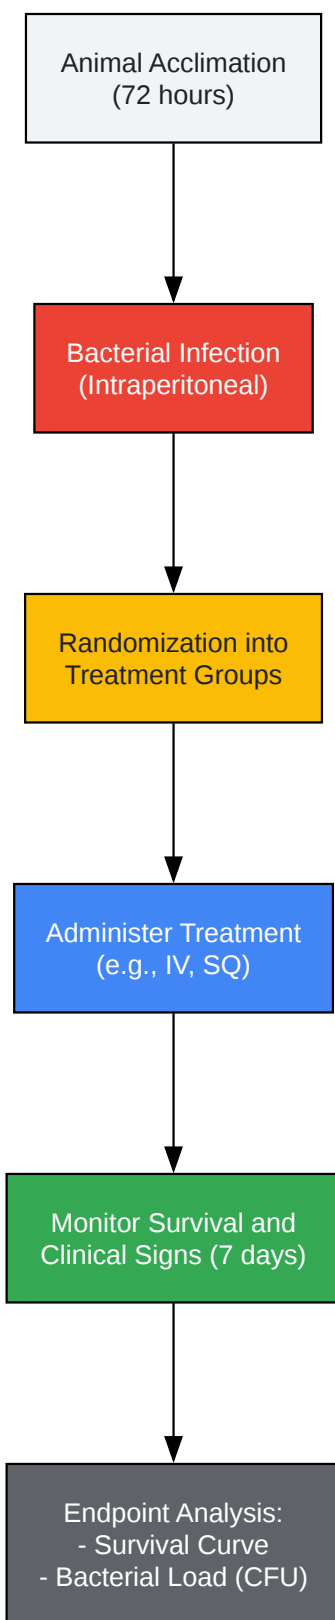 Animal Acclimation
(72 hours)
Bacterial Infection
(Intraperitoneal)
Randomization into
Treatment Groups
Administer Treatment
(e.g., IV, SQ)
Monitor Survival and
Clinical Signs (7 days)
Endpoint Analysis:
- Survival Curve
- Bacterial Load (CFU)